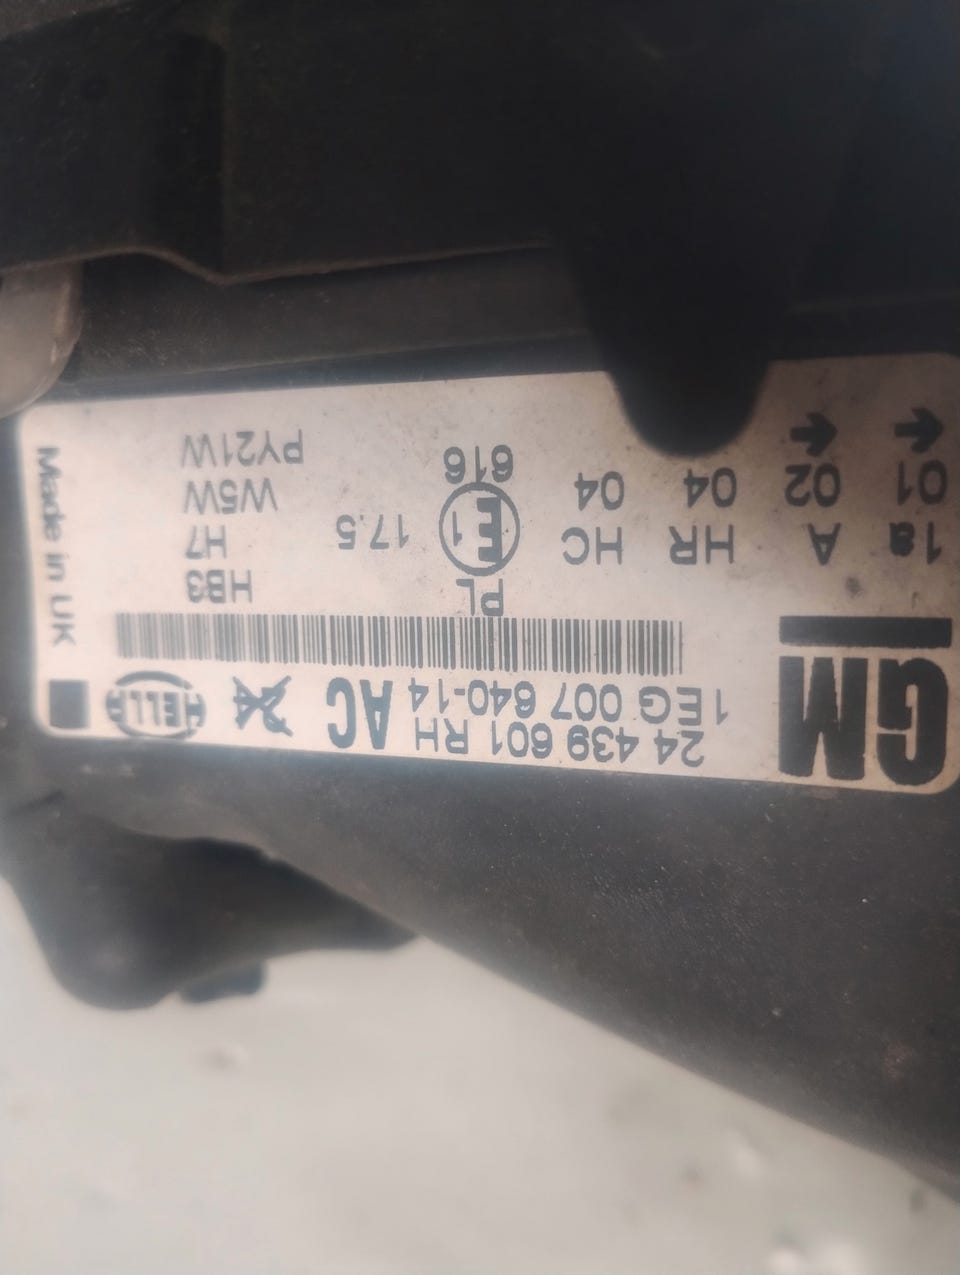 GM
24 439 601 RH AC
1EG 007 640-14
HELLA
PL
1a A HR HC E1 17.5
01 02 04 04 616
← ←
HB3
H7
W5W
PY21W
Made in UK